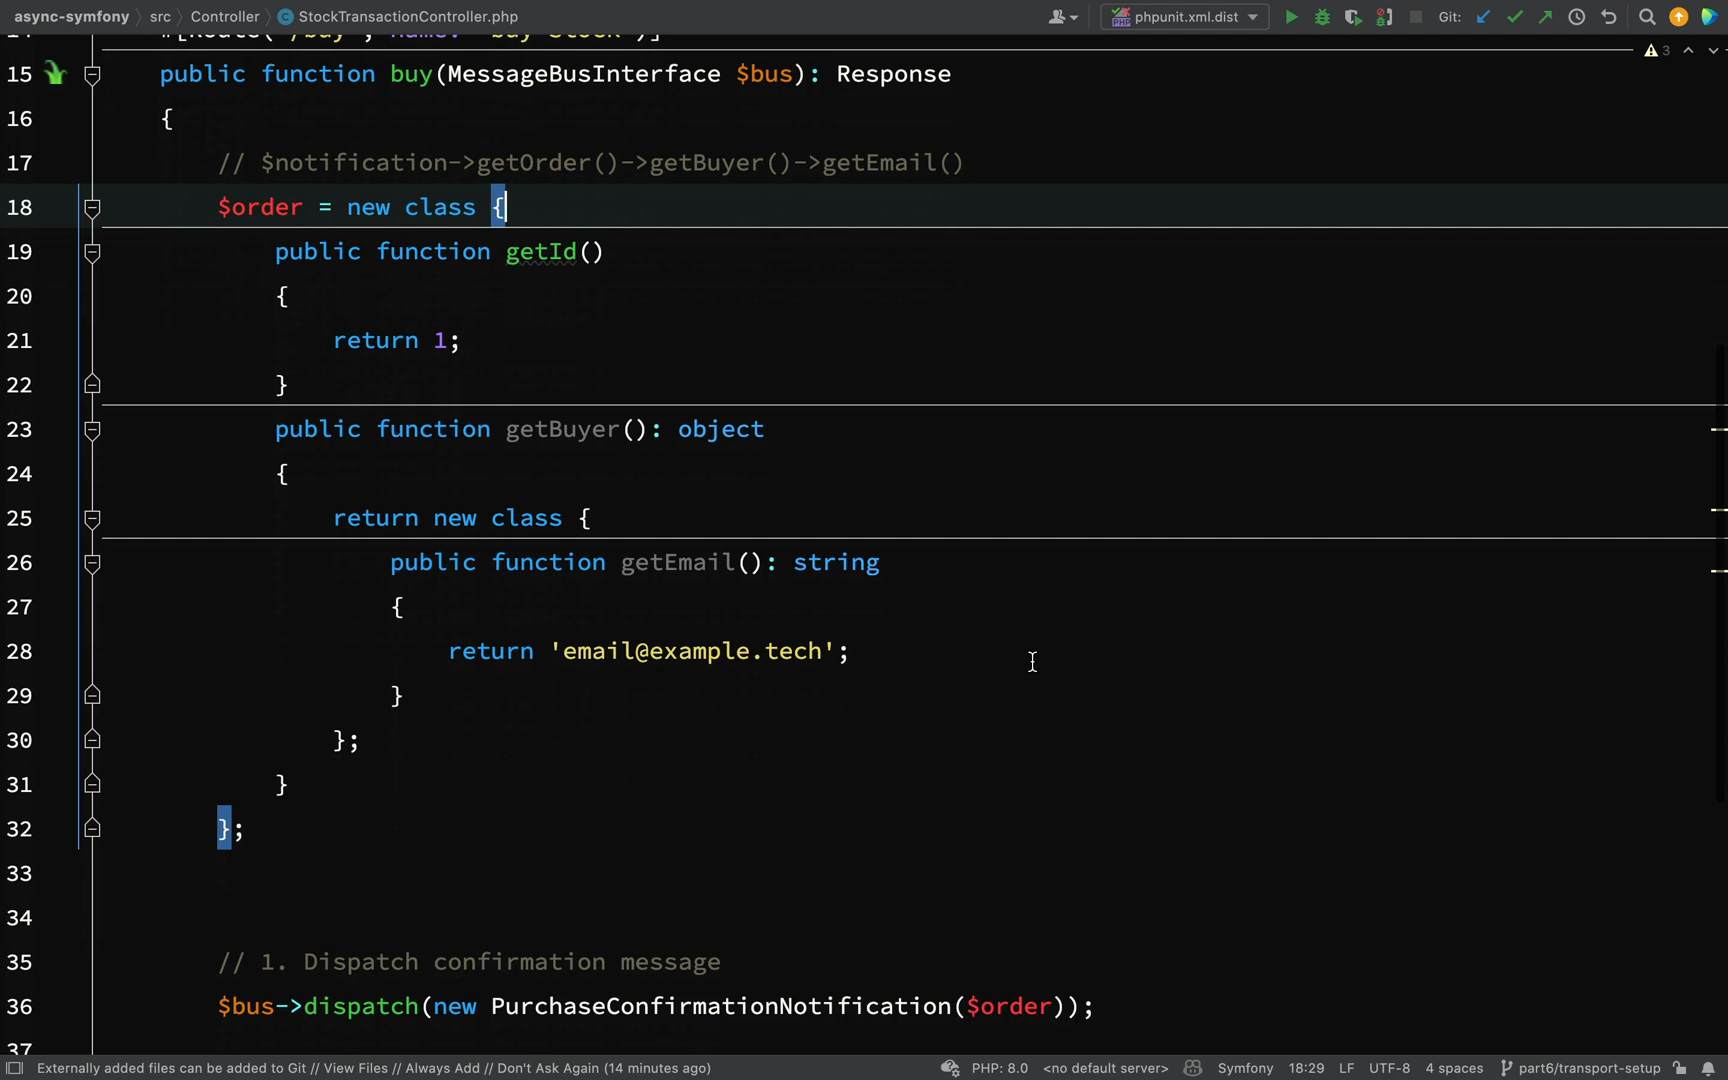 async-symfony src Controller StockTransactionController.php phpunit.xml.dist Git:
3
15 public function buy(MessageBusInterface $bus): Response
16 {
17 // $notification->getOrder()->getBuyer()->getEmail()
18 $order = new class {
19 public function getId()
20 {
21 return 1;
22 }
23 public function getBuyer(): object
24 {
25 return new class {
26 public function getEmail(): string
27 {
28 return 'email@example.tech';
29 }
30 };
31 }
32 };
33
34
35 // 1. Dispatch confirmation message
36 $bus->dispatch(new PurchaseConfirmationNotification($order));
37
Externally added files can be added to Git // View Files // Always Add // Don't Ask Again (14 minutes ago) PHP: 8.0 <no default server> Symfony 18:29 LF UTF-8 4 spaces part6/transport-setup